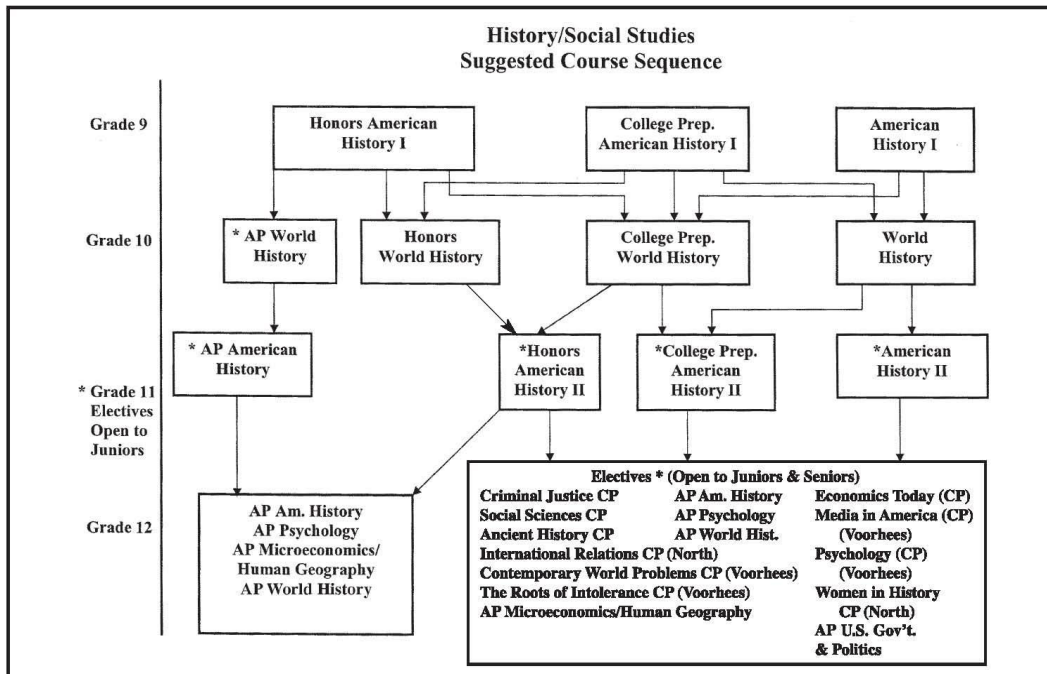 History/Social Studies
Suggested Course Sequence
Grade 9
Honors American
History I
College Prep.
American History I
American
History I
Grade 10
* AP World
History
Honors
World History
College Prep.
World History
World
History
* Grade 11
Electives
Open to
Juniors
* AP American
History
*Honors
American
History II
*College Prep.
American
History II
*American
History II
Grade 12
AP Am. History
AP Psychology
AP Microeconomics/
Human Geography
AP World History
Electives * (Open to Juniors & Seniors)
Criminal Justice CP
Social Sciences CP
Ancient History CP
International Relations CP (North)
Contemporary World Problems CP (Voorhees)
The Roots of Intolerance CP (Voorhees)
AP Microeconomics/Human Geography
AP Am. History
AP Psychology
AP World Hist.
Economics Today (CP)
Media in America (CP)
(Voorhees)
Psychology (CP)
(Voorhees)
Women in History
CP (North)
AP U.S. Gov't.
& Politics